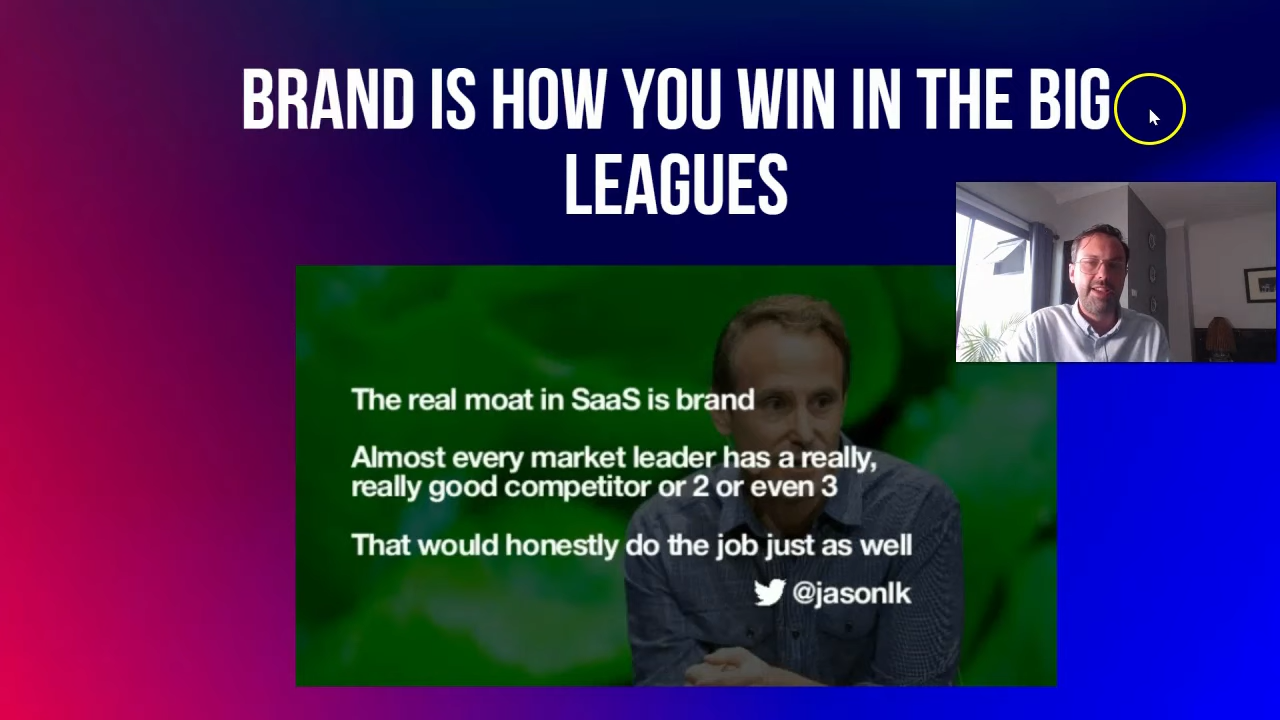 BRAND IS HOW YOU WIN IN THE BIG
LEAGUES
The real moat in SaaS is brand
Almost every market leader has a really,
really good competitor or 2 or even 3
That would honestly do the job just as well
@jasonlk